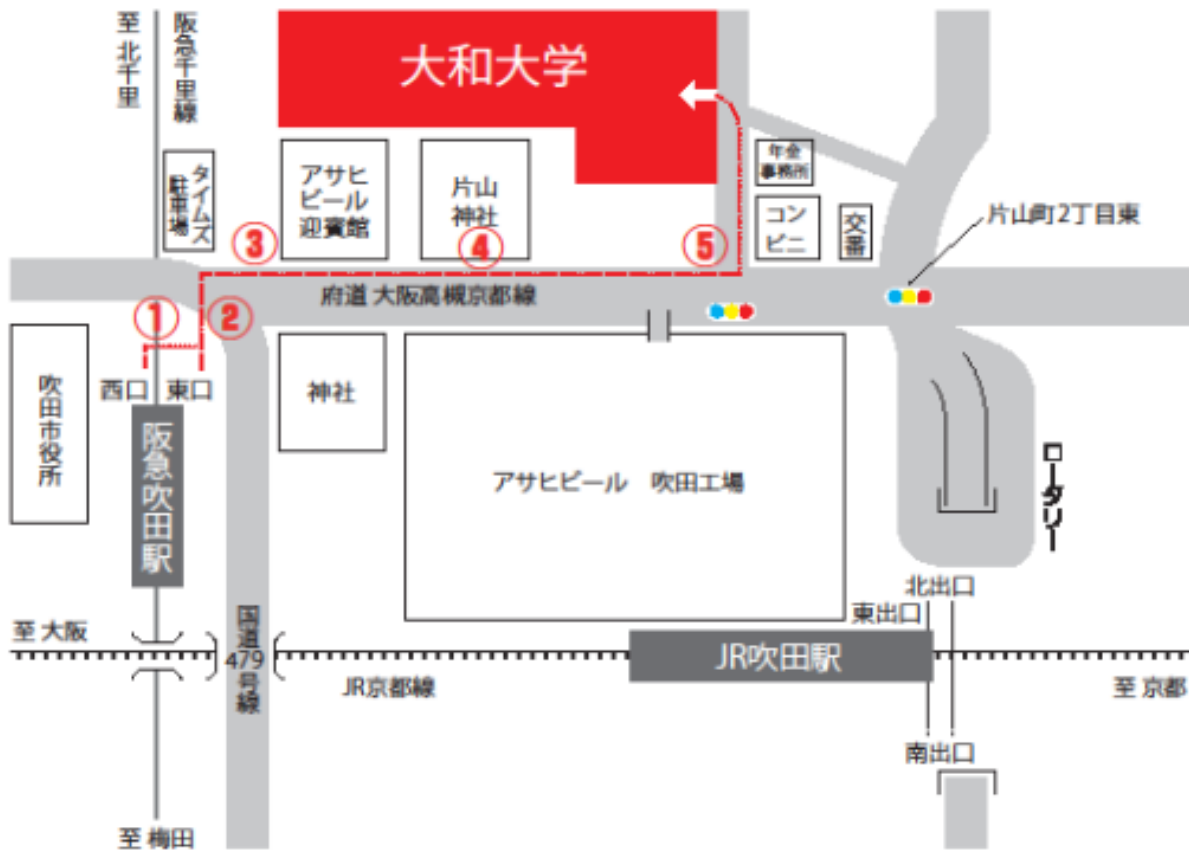 至 北千里
阪急千里線
大和大学
タイムズ
駐車場
アサヒ
ビール
迎賓館
片山
神社
年金
事務所
コン
ビニ
交番
片山町2丁目東
③
④
⑤
府道 大阪高槻京都線
①
②
西口
東口
吹田市役所
阪急吹田駅
神社
アサヒビール 吹田工場
ロータリー
北出口
東出口
至 大阪
国道
479
号線
JR京都線
JR吹田駅
至 京都
南出口
至 梅田